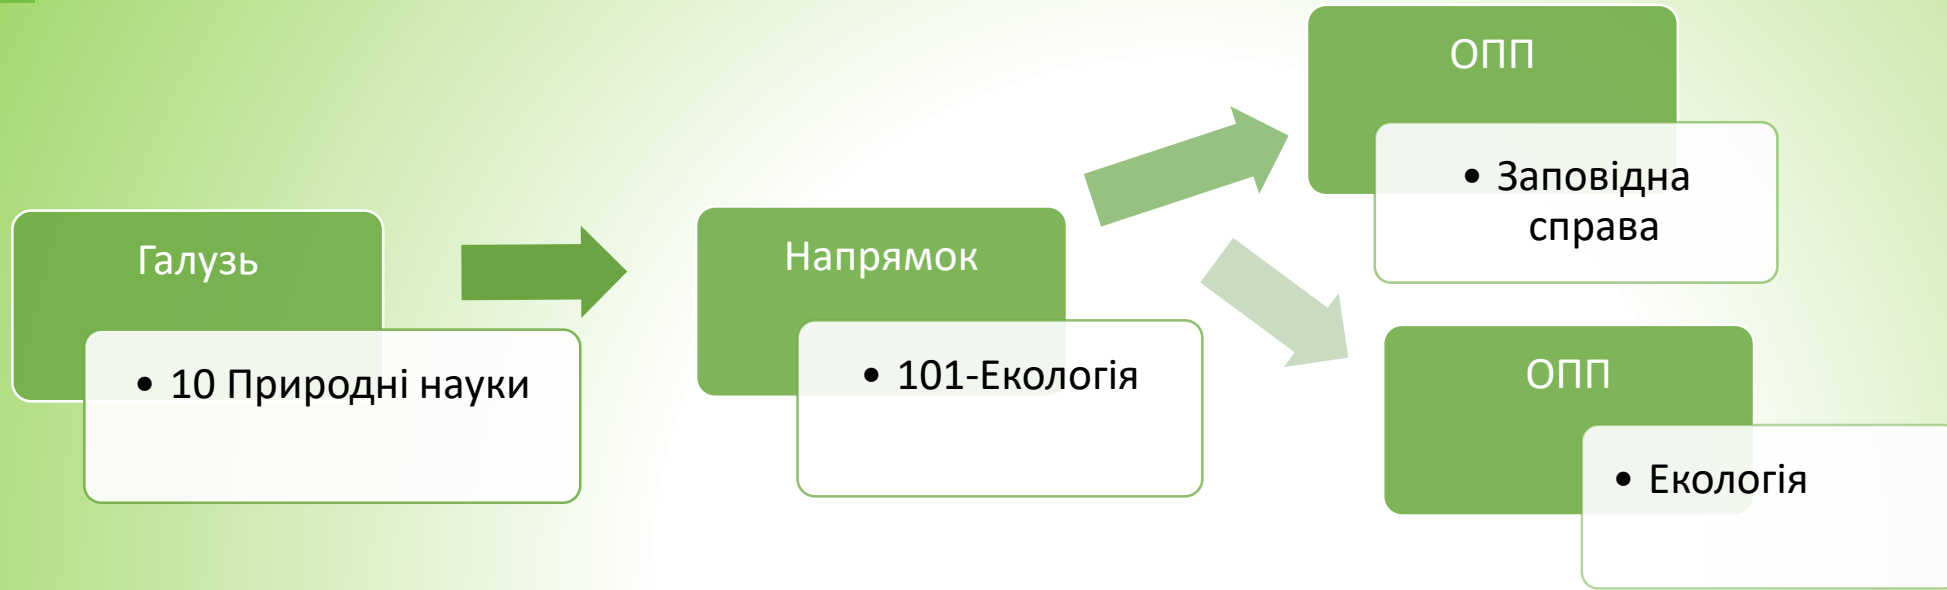 Галузь
• 10 Природні науки
Напрямок
• 101-Екологія
ОПП
• Заповідна
справа
ОПП
• Екологія